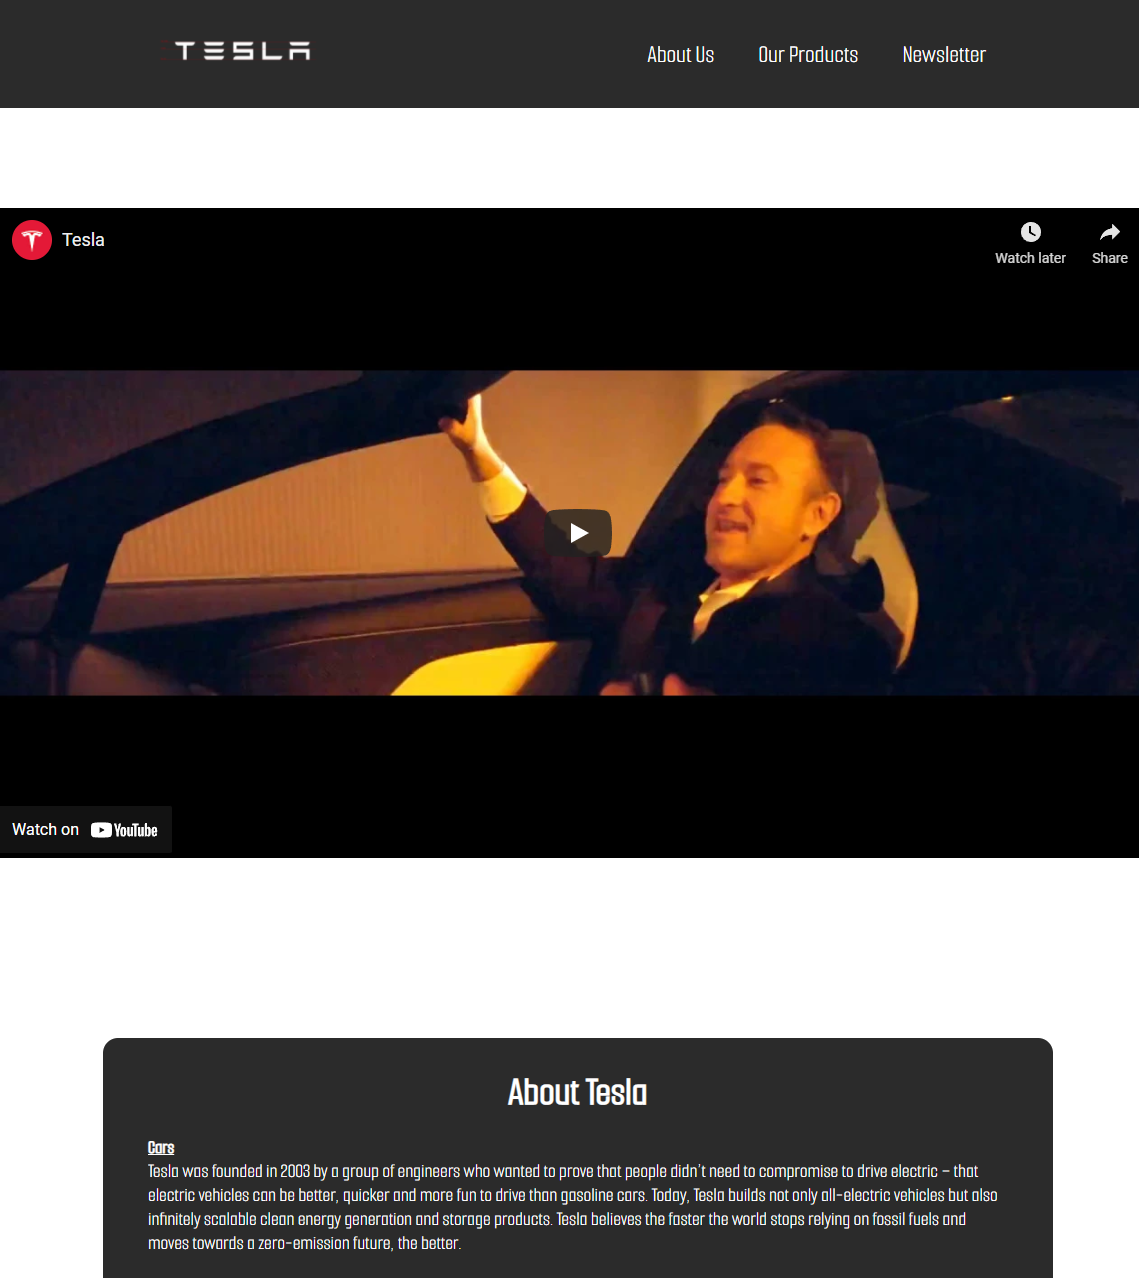 TESLA
About Us
Our Products
Newsletter
Tesla
Watch later
Share
Watch on YouTube
About Tesla
Cars
Tesla was founded in 2003 by a group of engineers who wanted to prove that people didn't need to compromise to drive electric – that
electric vehicles can be better, quicker and more fun to drive than gasoline cars. Today, Tesla builds not only all-electric vehicles but also
infinitely scalable clean energy generation and storage products. Tesla believes the faster the world stops relying on fossil fuels and
moves towards a zero-emission future, the better.